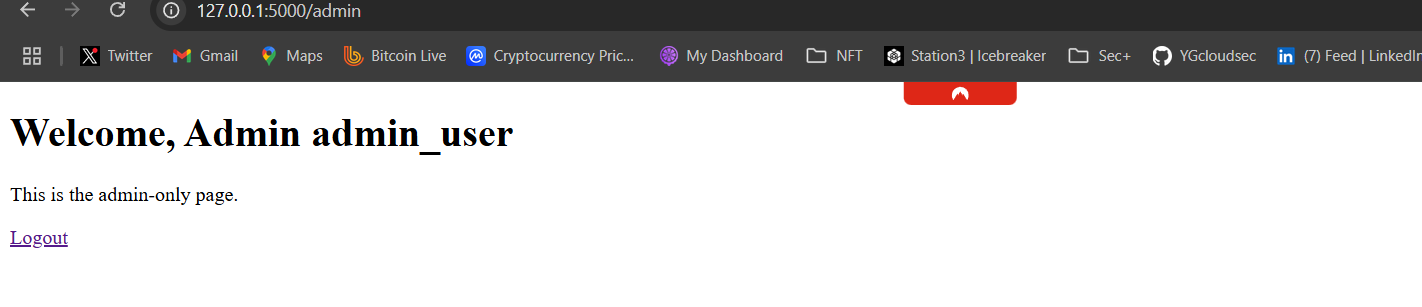 127.0.0.1:5000/admin
Twitter Gmail Maps Bitcoin Live Cryptocurrency Pric... My Dashboard NFT Station3 | Icebreaker Sec+ YGcloudsec in (7) Feed | LinkedIn
Welcome, Admin admin_user
This is the admin-only page.
Logout